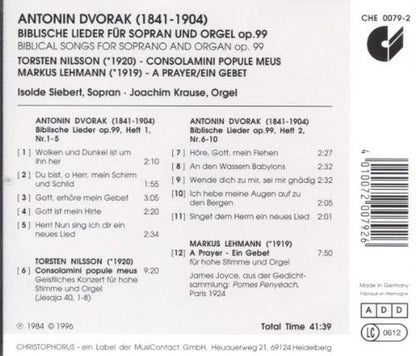 ANTONIN DVORAK (1841-1904)
BIBLISCHE LIEDER FÜR SOPRAN UND ORGEL op.99
BIBLICAL SONGS FOR SOPRANO AND ORGAN op. 99
TORSTEN NILSSON (*1920) - CONSOLAMINI POPULE MEUS
MARKUS LEHMANN (*1919) - A PRAYER/EIN GEBET
Isolde Siebert, Sopran · Joachim Krause, Orgel
CHE 0079-2
ANTONIN DVORAK (1841-1904)
Biblische Lieder op.99, Heft 1,
Nr.1-5
[1] Wolken und Dunkel ist um
ihn her 2:10
[2] Du bist, o Herr, mein Schirm
und Schild 1:55
[3] Gott, erhöre mein Gebet 3:05
[4] Gott ist mein Hirte 2:20
[5] Herr! Nun sing ich dir ein
neues Lied 2:34
TORSTEN NILSSON (*1920)
[6] Consolamini popule meus 9:20
Geistliches Konzert für hohe
Stimme und Orgel
(Jesaja 40, 1-8)
ANTONIN DVORAK (1841-1904)
Biblische Lieder op.99, Heft 2,
Nr.6-10
[7] Höre, Gott, mein Flehen 2:27
[8] An den Wassern Babylons 3:27
[9] Wende dich zu mir, sei mir gnädig 2:32
[10] Ich hebe meine Augen auf zu
den Bergen 2:05
[11] Singet dem Herrn ein neues Lied 2:01
MARKUS LEHMANN (*1919)
[12] A Prayer - Ein Gebet 7:50
für hohe Stimme und Orgel
James Joyce, aus der Gedicht-
sammlung: Pomes Penyeach,
Paris 1924
4 010072 007926
Made in Germany
Fabriqué en Allemagne
A D D
LC 0612
℗ 1984 © 1996
Total Time 41:39
CHRISTOPHORUS - ein Label der MusiContact GmbH. Heuauerweg 21, 69124 Heidelberg